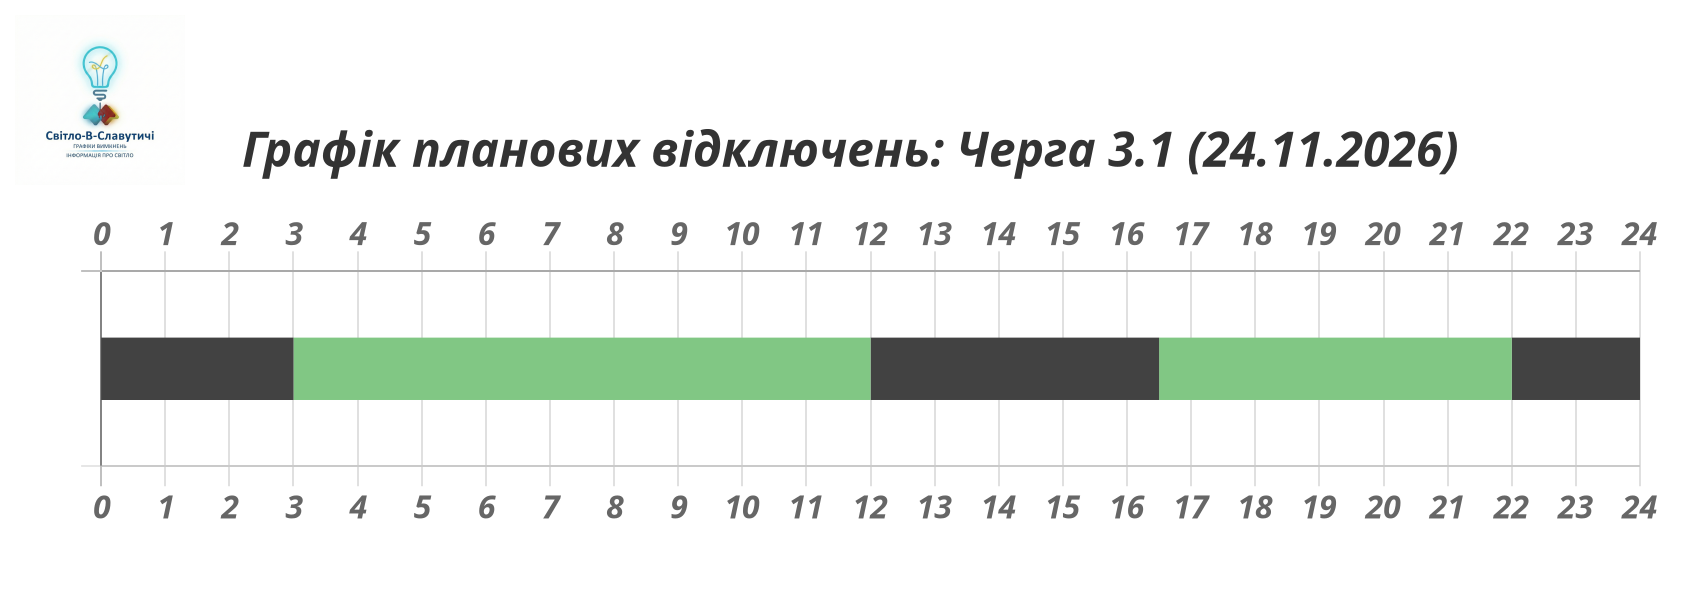 Світло-В-Славутичі
ГРАФІКИ ВИМКНЕНЬ
ІНФОРМАЦІЯ ПРО СВІТЛО
Графік планових відключень: Черга 3.1 (24.11.2026)
0 1 2 3 4 5 6 7 8 9 10 11 12 13 14 15 16 17 18 19 20 21 22 23 24
0 1 2 3 4 5 6 7 8 9 10 11 12 13 14 15 16 17 18 19 20 21 22 23 24